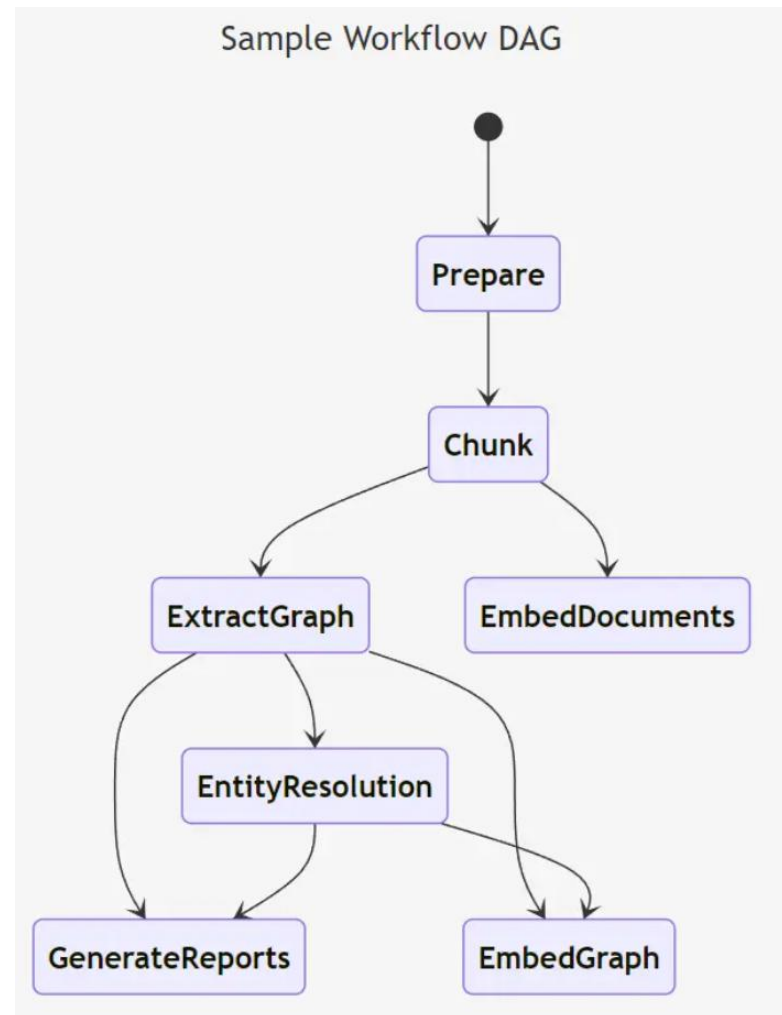 Sample Workflow DAG
Prepare
Chunk
ExtractGraph
EmbedDocuments
EntityResolution
GenerateReports
EmbedGraph